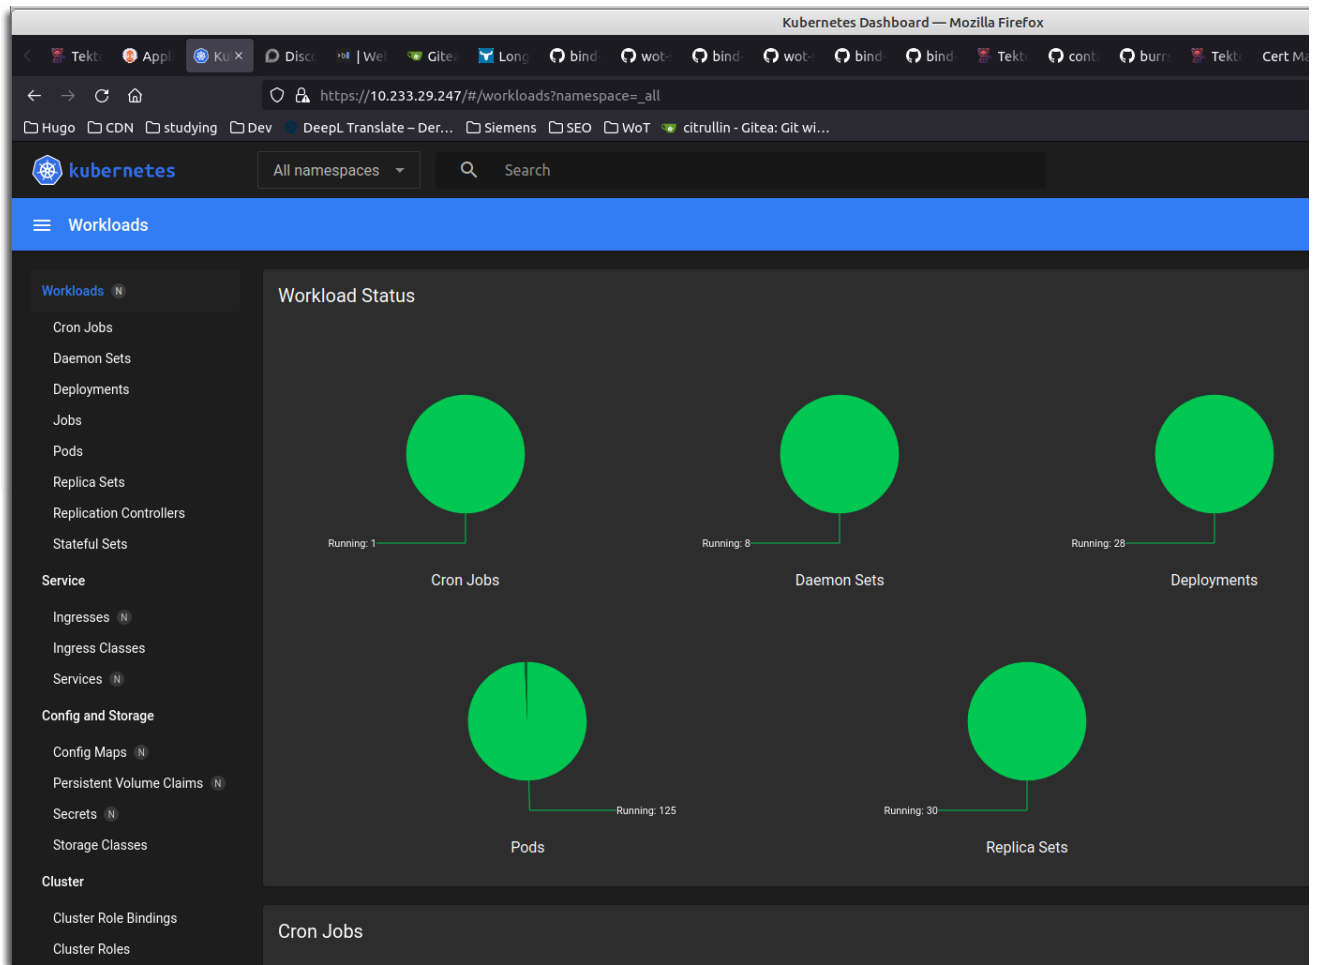 Kubernetes Dashboard — Mozilla Firefox
Tekt Appl Ku Disc | Wel Gite Long bind wot- bind wot- bind bind Tekt cont burr Tekt Cert Ma
https://10.233.29.247/#/workloads?namespace=_all
Hugo CDN studying Dev DeepL Translate – Der... Siemens SEO WoT citrullin - Gitea: Git wi...
kubernetes All namespaces Search
Workloads
Workloads N
Cron Jobs
Daemon Sets
Deployments
Jobs
Pods
Replica Sets
Replication Controllers
Stateful Sets
Service
Ingresses N
Ingress Classes
Services N
Config and Storage
Config Maps N
Persistent Volume Claims N
Secrets N
Storage Classes
Cluster
Cluster Role Bindings
Cluster Roles
Workload Status
Running: 1
Cron Jobs
Running: 8
Daemon Sets
Running: 28
Deployments
Running: 125
Pods
Running: 30
Replica Sets
Cron Jobs